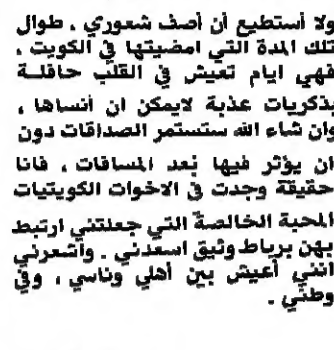 ولا أستطيع أن أصف شعوري ، طوال
تلك المدة التي امضيتها في الكويت ،
فهي ايام تعيش في القلب حافلة
بذكريات عذبة لايمكن ان أنساها ،
وان شاء الله ستستمر الصداقات دون
ان يؤثر فيها بُعد المسافات ، فانا
حقيقة وجدت في الاخوات الكويتيات
المحبة الخالصة التي جعلتني ارتبط
بهن برباط وثيق اسعدني . وأشعرني
انني أعيش بين أهلي وناسي ، وفي
وطني .